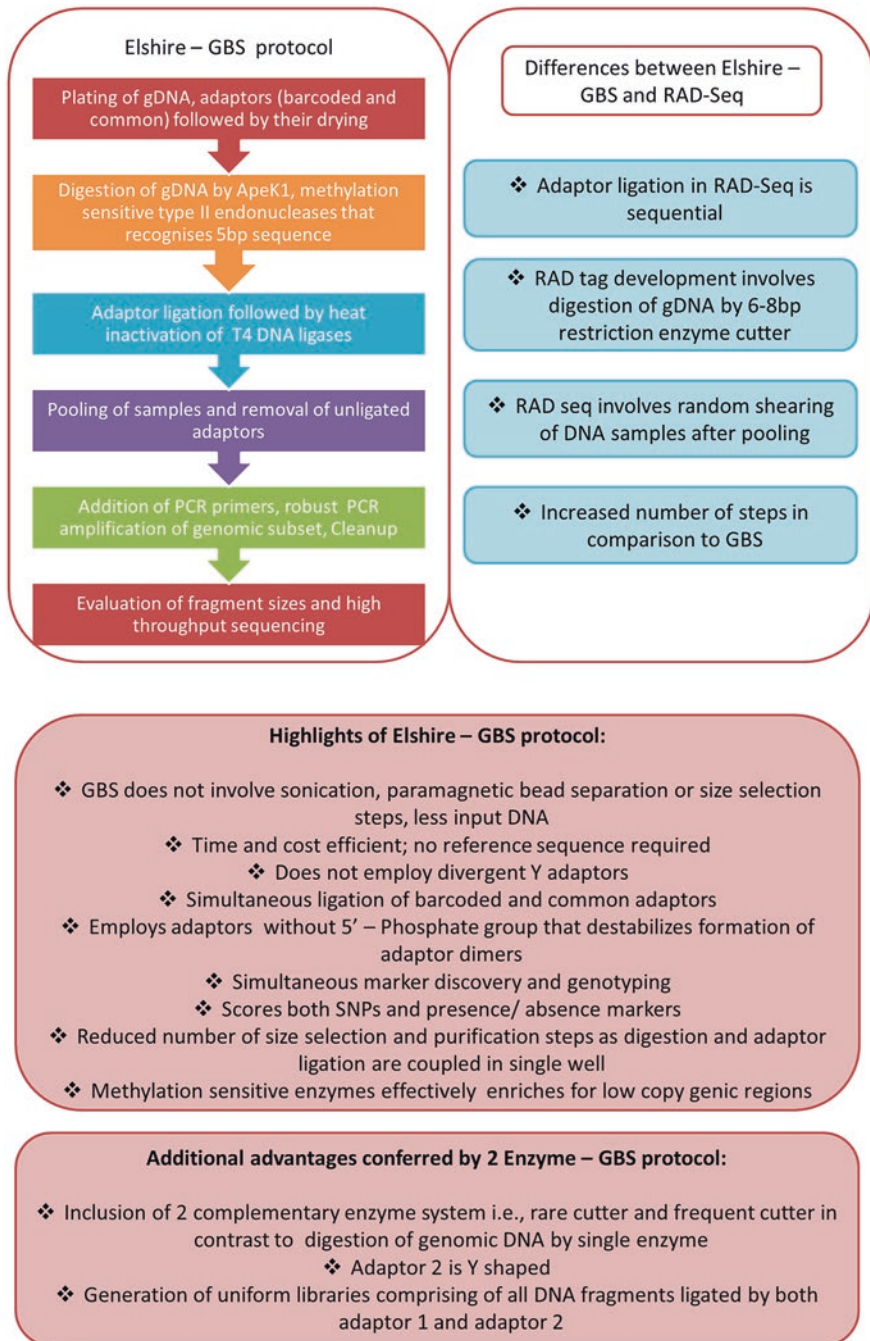 Elshire – GBS protocol
Plating of gDNA, adaptors (barcoded and
common) followed by their drying
Digestion of gDNA by ApeK1, methylation
sensitive type II endonucleases that
recognises 5bp sequence
Adaptor ligation followed by heat
inactivation of T4 DNA ligases
Pooling of samples and removal of unligated
adaptors
Addition of PCR primers, robust PCR
amplification of genomic subset, Cleanup
Evaluation of fragment sizes and high
throughput sequencing
Differences between Elshire –
GBS and RAD-Seq
❖ Adaptor ligation in RAD-Seq is
sequential
❖ RAD tag development involves
digestion of gDNA by 6-8bp
restriction enzyme cutter
❖ RAD seq involves random shearing
of DNA samples after pooling
❖ Increased number of steps in
comparison to GBS
Highlights of Elshire – GBS protocol:
❖ GBS does not involve sonication, paramagnetic bead separation or size selection
steps, less input DNA
❖ Time and cost efficient; no reference sequence required
❖ Does not employ divergent Y adaptors
❖ Simultaneous ligation of barcoded and common adaptors
❖ Employs adaptors without 5’ – Phosphate group that destabilizes formation of
adaptor dimers
❖ Simultaneous marker discovery and genotyping
❖ Scores both SNPs and presence/ absence markers
❖ Reduced number of size selection and purification steps as digestion and adaptor
ligation are coupled in single well
❖ Methylation sensitive enzymes effectively enriches for low copy genic regions
Additional advantages conferred by 2 Enzyme – GBS protocol:
❖ Inclusion of 2 complementary enzyme system i.e., rare cutter and frequent cutter in
contrast to digestion of genomic DNA by single enzyme
❖ Adaptor 2 is Y shaped
❖ Generation of uniform libraries comprising of all DNA fragments ligated by both
adaptor 1 and adaptor 2